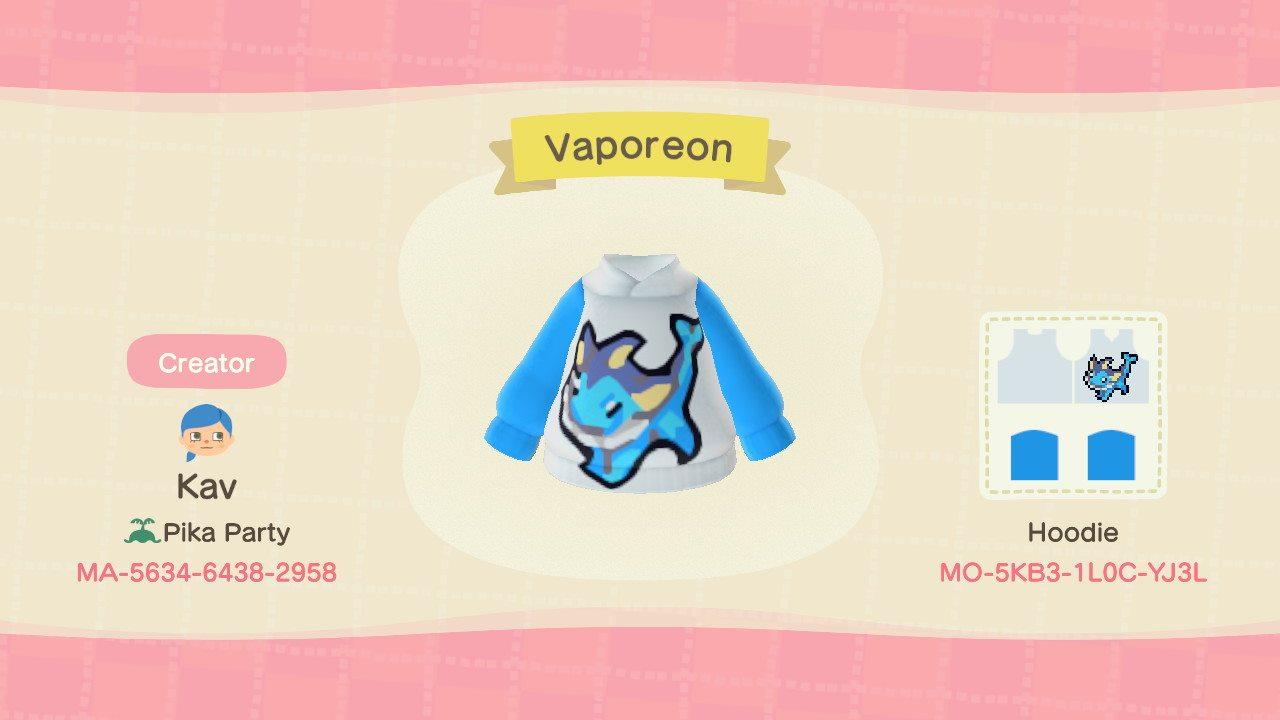 Vaporeon
Creator
Kav
Pika Party
MA-5634-6438-2958
Hoodie
MO-5KB3-1L0C-YJ3L